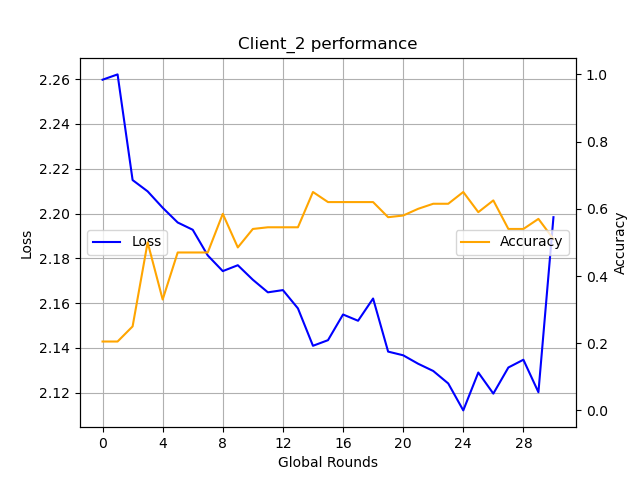 Client_2 performance
2.26
2.24
2.22
2.20
2.18
2.16
2.14
2.12
Loss
Loss
Accuracy
1.0
0.8
0.6
0.4
0.2
0.0
Accuracy
0 4 8 12 16 20 24 28
Global Rounds